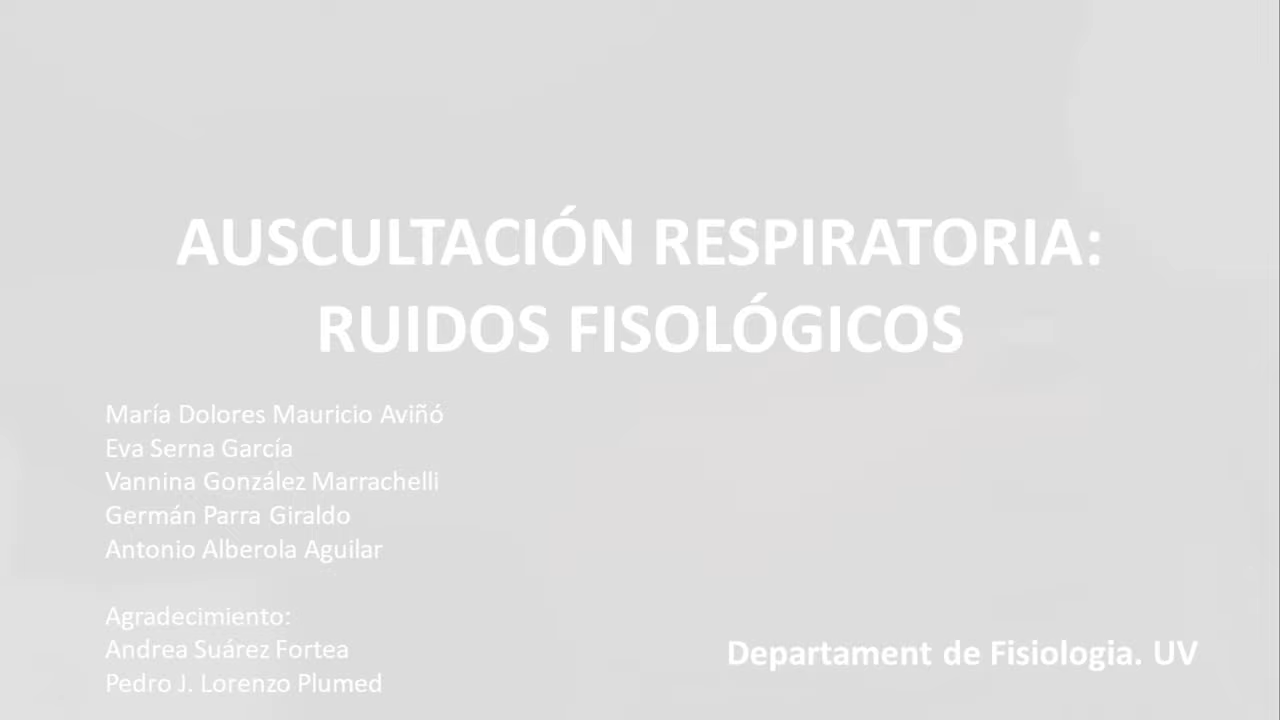 AUSCULTACIÓN RESPIRATORIA:
RUIDOS FISOLÓGICOS
María Dolores Mauricio Aviñó
Eva Serna García
Vannina González Marrachelli
Germán Parra Giraldo
Antonio Alberola Aguilar
Agradecimiento:
Andrea Suárez Fortea
Pedro J. Lorenzo Plumed
Departament de Fisiologia. UV